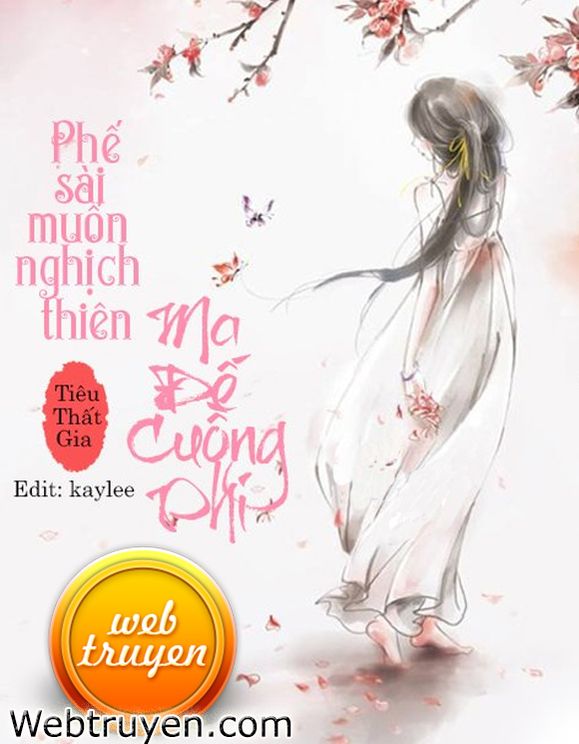 Phế
sài
muốn
nghịch
thiên
Ma
Đế
Cuồng
Phi
Tiêu
Thất
Gia
Edit: kaylee
web
truyen
Webtruyen.com